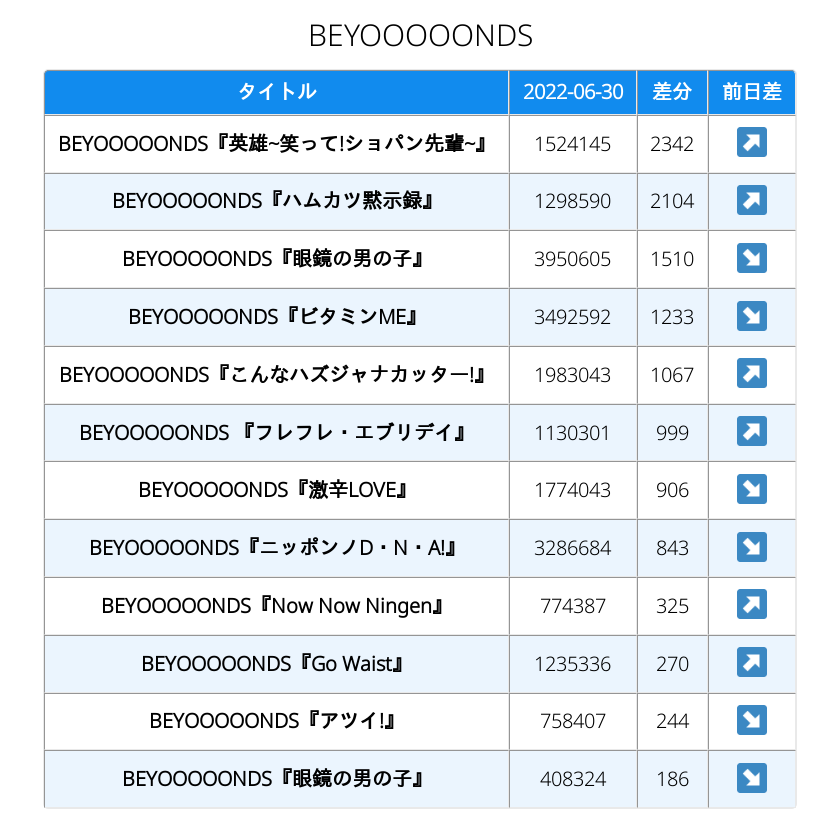 BEYOOOOONDS
タイトル 2022-06-30 差分 前日差
BEYOOOOONDS『英雄~笑って!ショパン先輩~』 1524145 2342 ↗
BEYOOOOONDS『ハムカツ黙示録』 1298590 2104 ↗
BEYOOOOONDS『眼鏡の男の子』 3950605 1510 ↘
BEYOOOOONDS『ビタミンME』 3492592 1233 ↘
BEYOOOOONDS『こんなハズジャナカッター!』 1983043 1067 ↗
BEYOOOOONDS 『フレフレ・エブリデイ』 1130301 999 ↗
BEYOOOOONDS『激辛LOVE』 1774043 906 ↘
BEYOOOOONDS『ニッポンノD・N・A!』 3286684 843 ↘
BEYOOOOONDS『Now Now Ningen』 774387 325 ↗
BEYOOOOONDS『Go Waist』 1235336 270 ↗
BEYOOOOONDS『アツイ!』 758407 244 ↘
BEYOOOOONDS『眼鏡の男の子』 408324 186 ↘